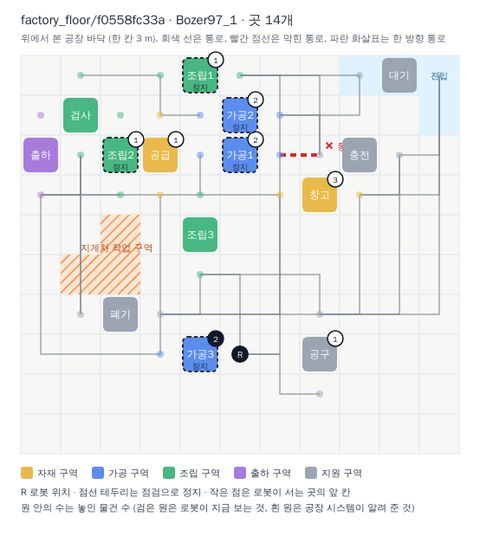 factory_floor/f0558fc33a · Bozer97_1 · 곳 14개
위에서 본 공장 바닥 (한 칸 3 m). 회색 선은 통로, 빨간 점선은 막힌 통로, 파란 화살표는 한 방향 통로
조립1 1
정지
대기
진입
검사
가공2 2
정지
출하
조립2 1
정지
공급 1
가공1 2
정지
×
충전
창고 3
조립3
지게차 작업 구역
폐기
가공3 2
정지
R
공구 1
자재 구역 가공 구역 조립 구역 출하 구역 지원 구역
R 로봇 위치 · 점선 테두리는 점검으로 정지 · 작은 점은 로봇이 서는 곳의 앞 칸
원 안의 수는 놓인 물건 수 (검은 원은 로봇이 지금 보는 것, 흰 원은 공장 시스템이 알려 준 것)